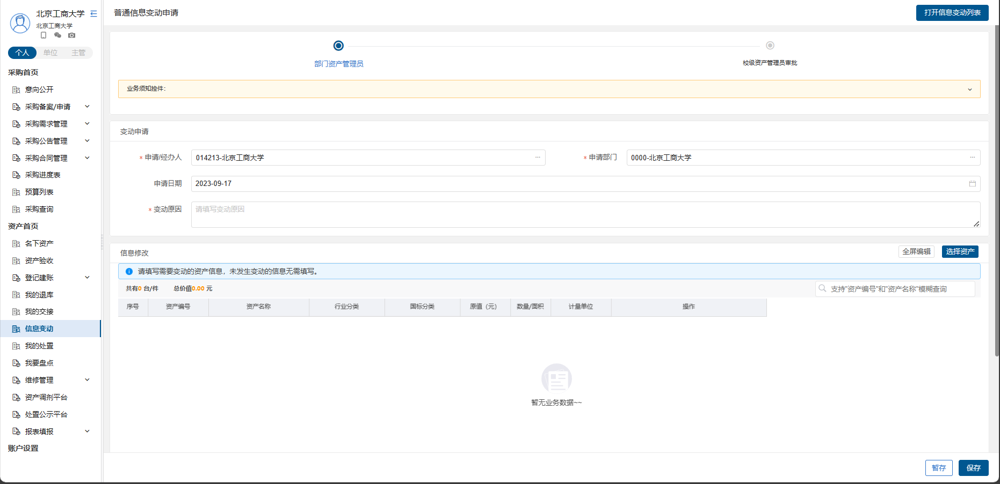 北京工商大学
北京工商大学
个人 单位 主管
采购首页
意向公开
采购备案/申请
采购需求管理
采购公告管理
采购合同管理
采购进度表
预算列表
采购查询
资产首页
名下资产
资产验收
登记建账
我的退库
我的交接
信息变动
我的处置
我要盘点
维修管理
资产调剂平台
处置公示平台
报表填报
账户设置
普通信息变动申请
打开信息变动列表
部门资产管理员
校级资产管理员审批
业务须知控件：
变动申请
* 申请/经办人 014213-北京工商大学 ...
* 申请部门 0000-北京工商大学 ...
申请日期 2023-09-17
* 变动原因 请填写变动原因
信息修改
全屏编辑 选择资产
请填写需要变动的资产信息，未发生变动的信息无需填写。
共有0 台/件 总价值0.00 元
支持"资产编号"和"资产名称"模糊查询
序号 资产编号 资产名称 行业分类 国标分类 原值（元） 数量/面积 计量单位 操作
暂无业务数据~~
暂存 保存